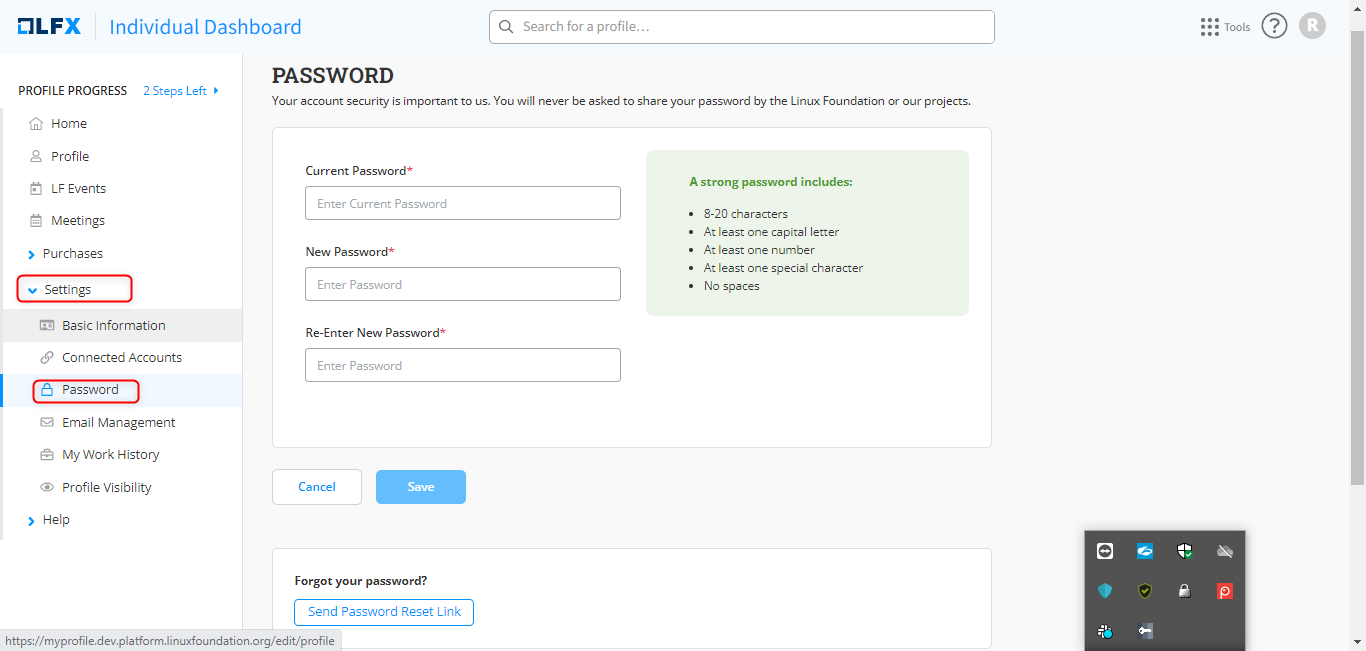 LFX Individual Dashboard
Search for a profile...
Tools
?
R
PROFILE PROGRESS 2 Steps Left
Home
Profile
LF Events
Meetings
Purchases
Settings
Basic Information
Connected Accounts
Password
Email Management
My Work History
Profile Visibility
Help
PASSWORD
Your account security is important to us. You will never be asked to share your password by the Linux Foundation or our projects.
Current Password*
Enter Current Password
New Password*
Enter Password
Re-Enter New Password*
Enter Password
A strong password includes:
• 8-20 characters
• At least one capital letter
• At least one number
• At least one special character
• No spaces
Cancel
Save
Forgot your password?
Send Password Reset Link
https://myprofile.dev.platform.linuxfoundation.org/edit/profile